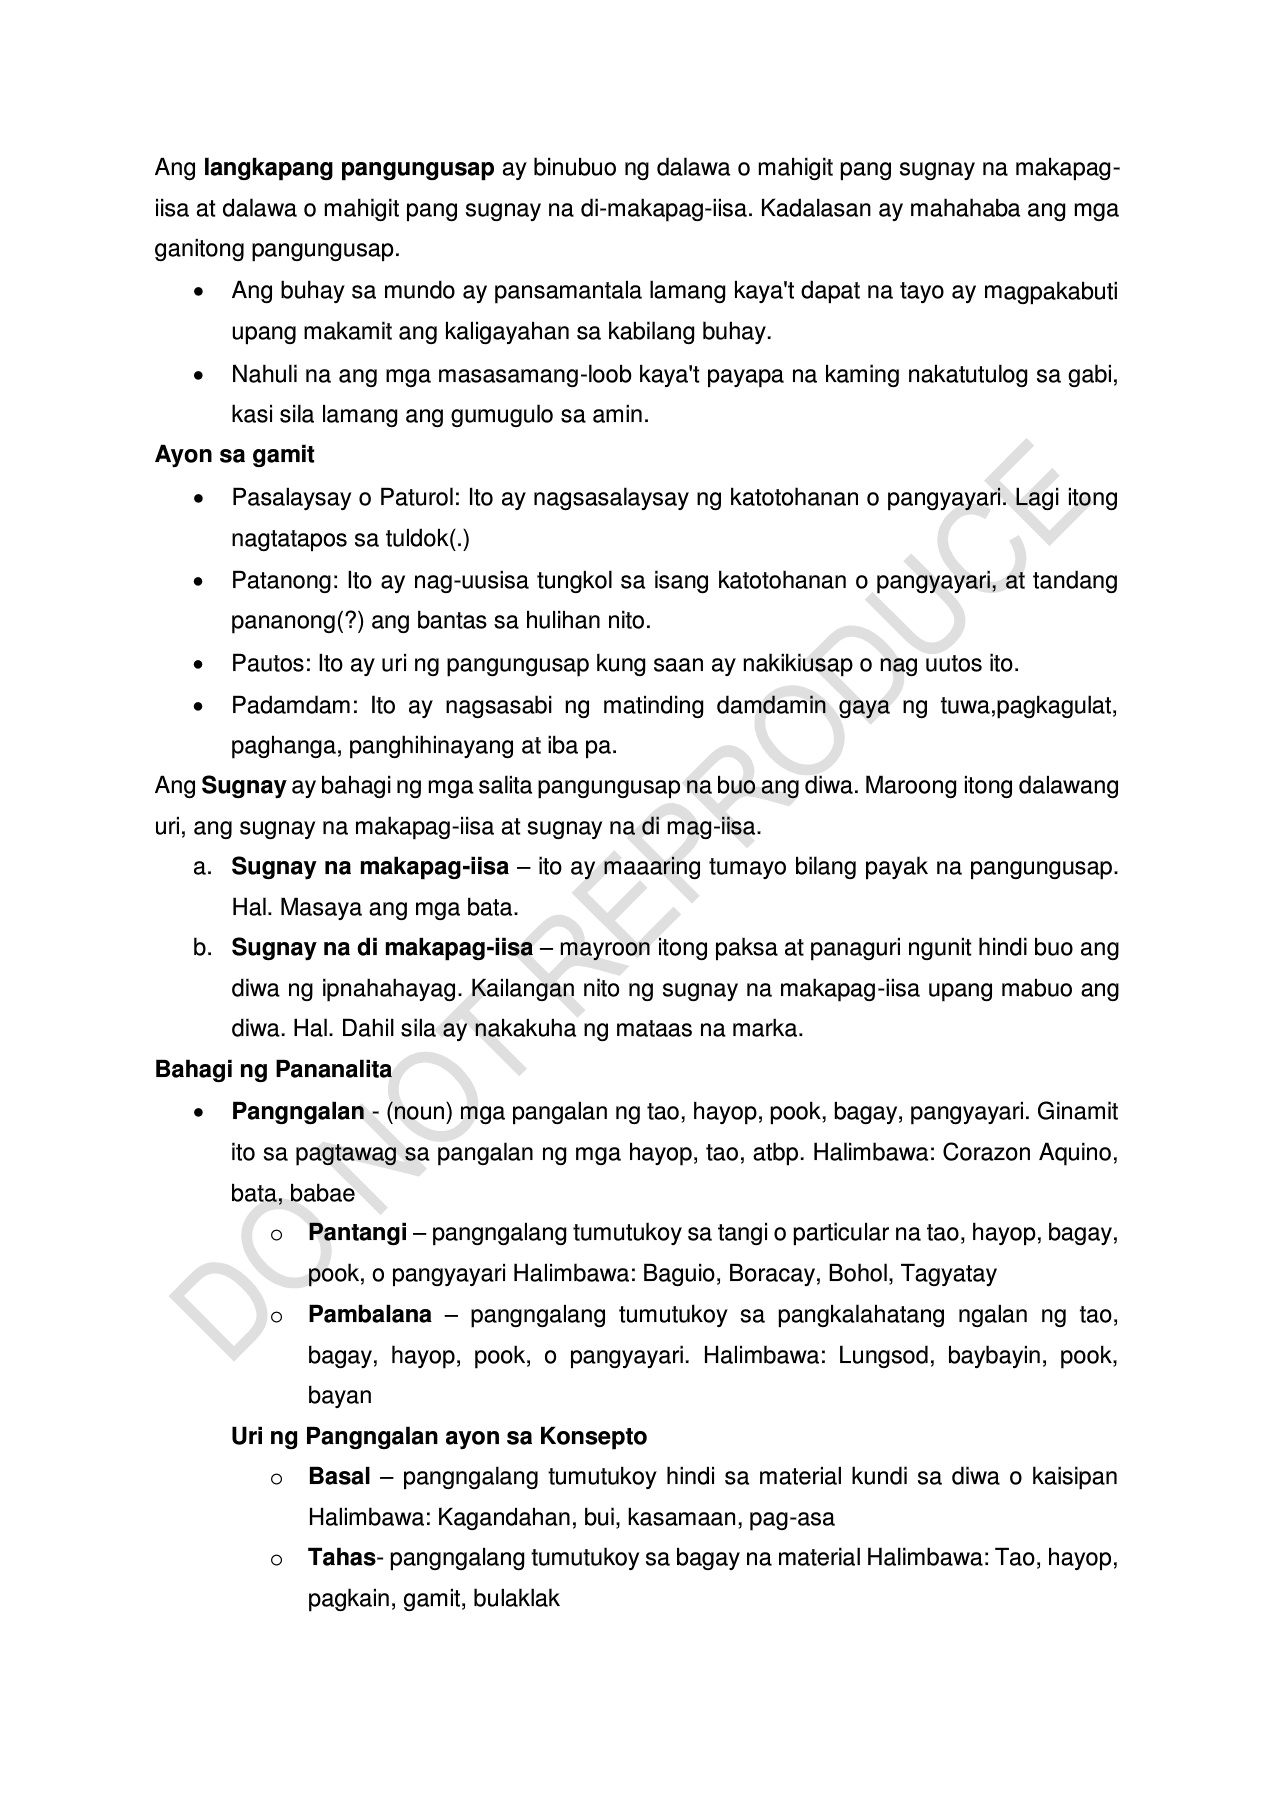 Ang langkapang pangungusap ay binubuo ng dalawa o mahigit pang sugnay na makapag-
iisa at dalawa o mahigit pang sugnay na di-makapag-iisa. Kadalasan ay mahahaba ang mga
ganitong pangungusap.
• Ang buhay sa mundo ay pansamantala lamang kaya't dapat na tayo ay magpakabuti
upang makamit ang kaligayahan sa kabilang buhay.
• Nahuli na ang mga masasamang-loob kaya't payapa na kaming nakatutulog sa gabi,
kasi sila lamang ang gumugulo sa amin.
Ayon sa gamit
• Pasalaysay o Paturol: Ito ay nagsasalaysay ng katotohanan o pangyayari. Lagi itong
nagtatapos sa tuldok(.)
• Patanong: Ito ay nag-uusisa tungkol sa isang katotohanan o pangyayari, at tandang
pananong(?) ang bantas sa hulihan nito.
• Pautos: Ito ay uri ng pangungusap kung saan ay nakikiusap o nag uutos ito.
• Padamdam: Ito ay nagsasabi ng matinding damdamin gaya ng tuwa,pagkagulat,
paghanga, panghihinayang at iba pa.
Ang Sugnay ay bahagi ng mga salita pangungusap na buo ang diwa. Maroong itong dalawang
uri, ang sugnay na makapag-iisa at sugnay na di mag-iisa.
a. Sugnay na makapag-iisa – ito ay maaaring tumayo bilang payak na pangungusap.
Hal. Masaya ang mga bata.
b. Sugnay na di makapag-iisa – mayroon itong paksa at panaguri ngunit hindi buo ang
diwa ng ipnahahayag. Kailangan nito ng sugnay na makapag-iisa upang mabuo ang
diwa. Hal. Dahil sila ay nakakuha ng mataas na marka.
Bahagi ng Pananalita
• Pangngalan - (noun) mga pangalan ng tao, hayop, pook, bagay, pangyayari. Ginamit
ito sa pagtawag sa pangalan ng mga hayop, tao, atbp. Halimbawa: Corazon Aquino,
bata, babae
o Pantangi – pangngalang tumutukoy sa tangi o particular na tao, hayop, bagay,
pook, o pangyayari Halimbawa: Baguio, Boracay, Bohol, Tagyatay
o Pambalana – pangngalang tumutukoy sa pangkalahatang ngalan ng tao,
bagay, hayop, pook, o pangyayari. Halimbawa: Lungsod, baybayin, pook,
bayan
Uri ng Pangngalan ayon sa Konsepto
o Basal – pangngalang tumutukoy hindi sa material kundi sa diwa o kaisipan
Halimbawa: Kagandahan, bui, kasamaan, pag-asa
o Tahas- pangngalang tumutukoy sa bagay na material Halimbawa: Tao, hayop,
pagkain, gamit, bulaklak
DO NOT REPRODUCE